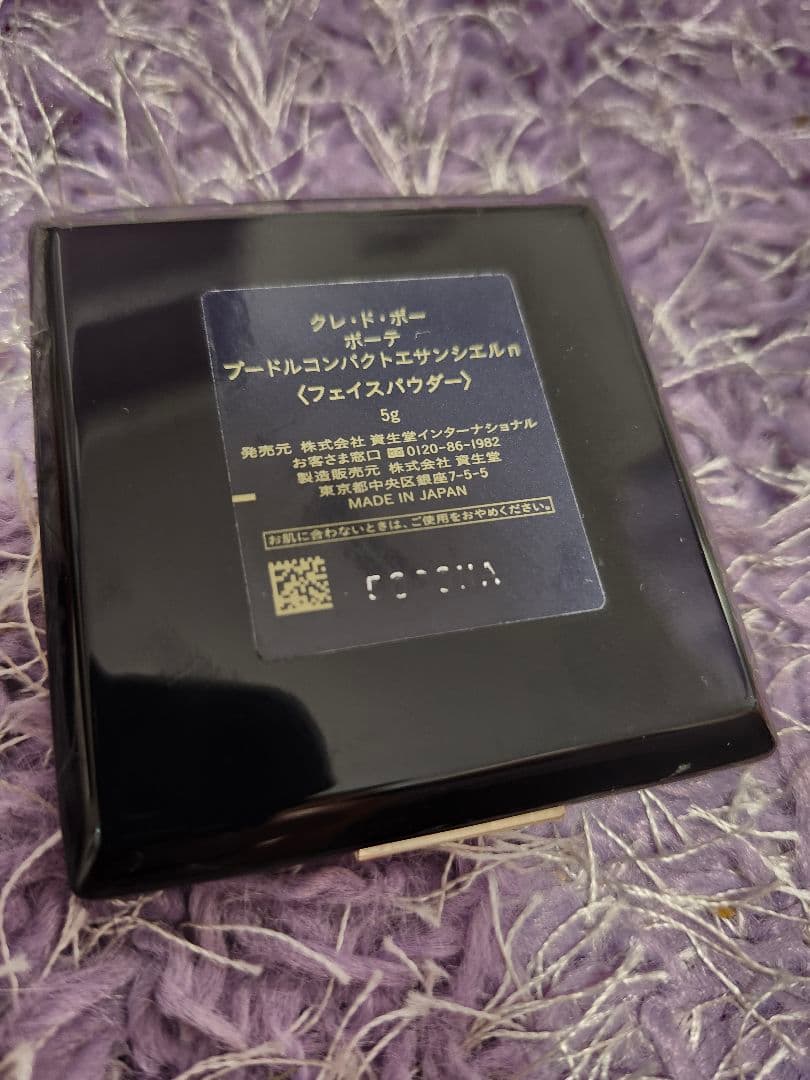 クレ・ド・ポー
ボーテ
プードルコンパクトエサンシエルn
〈フェイスパウダー〉
5g
発売元 株式会社 資生堂インターナショナル
お客さま窓口 0120-86-1982
製造販売元 株式会社 資生堂
東京都中央区銀座7-5-5
MADE IN JAPAN
お肌に合わないときは、ご使用をおやめください。